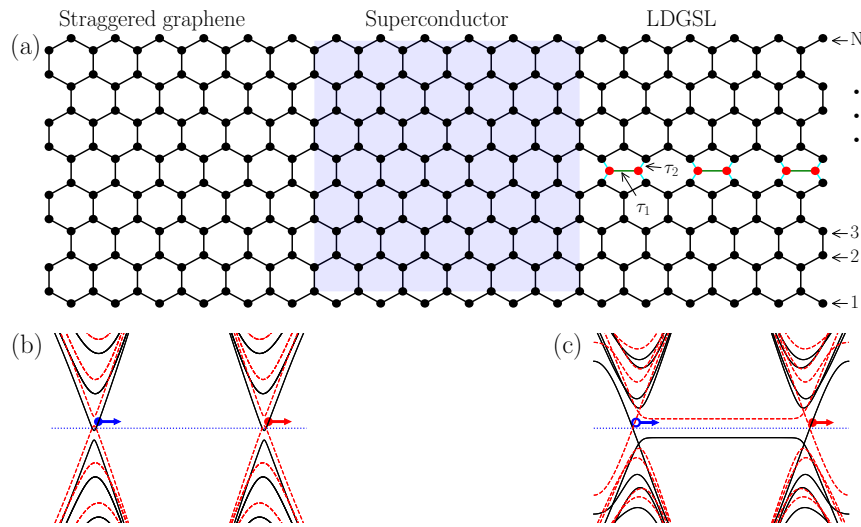 Straggered graphene
Superconductor
LDGSL
(a)
N
τ2
τ1
3
2
1
(b)
(c)